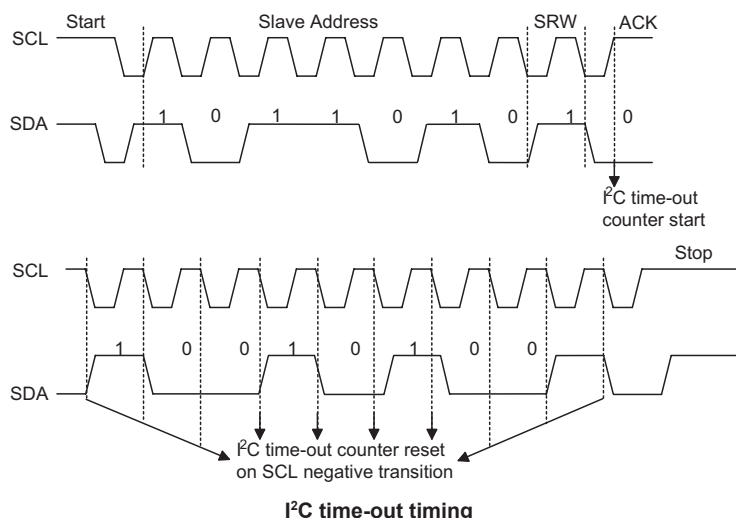 Start Slave Address SRW ACK
SCL
1 0 1 1 0 1 0 1 0
SDA
I²C time-out
counter start
Stop
SCL
1 0 0 1 0 1 0 0
SDA
I²C time-out counter reset
on SCL negative transition
I²C time-out timing